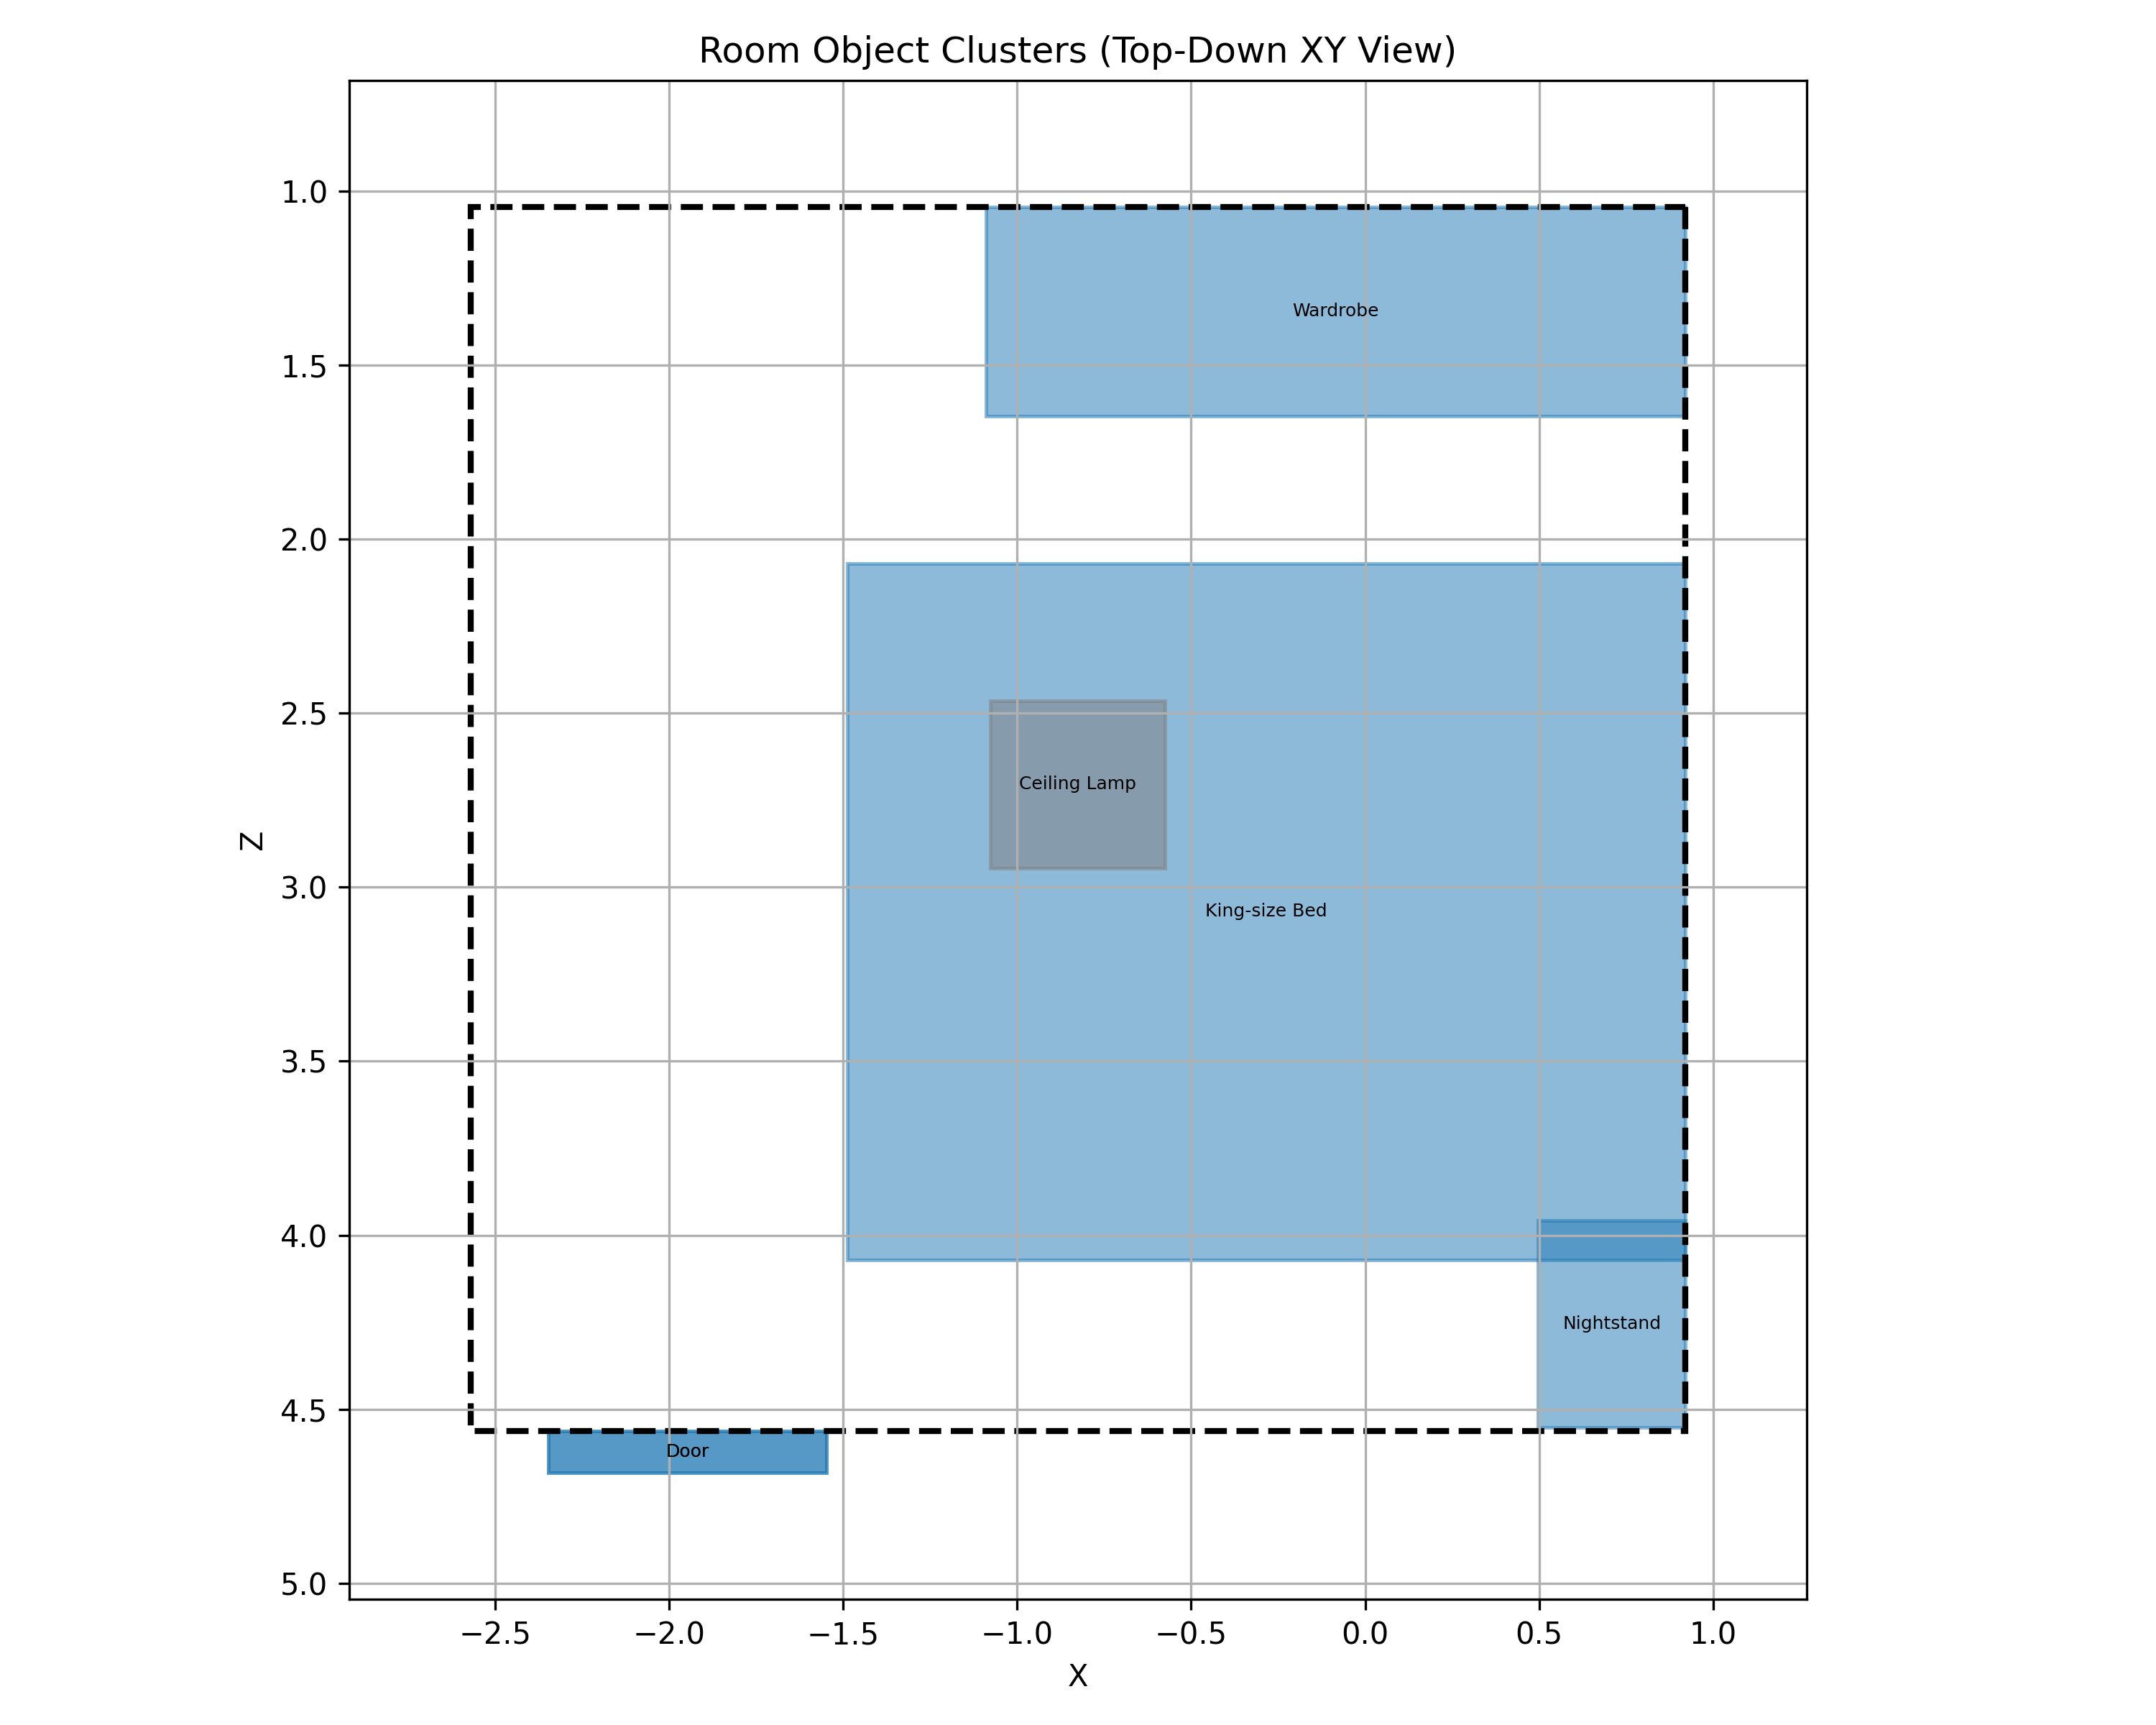 Room Object Clusters (Top-Down XY View)
1.0
Wardrobe
1.5
2.0
2.5
Ceiling Lamp
Z
3.0
King-size Bed
3.5
4.0
Nightstand
4.5
Door
5.0
−2.5 −2.0 −1.5 −1.0 −0.5 0.0 0.5 1.0
X